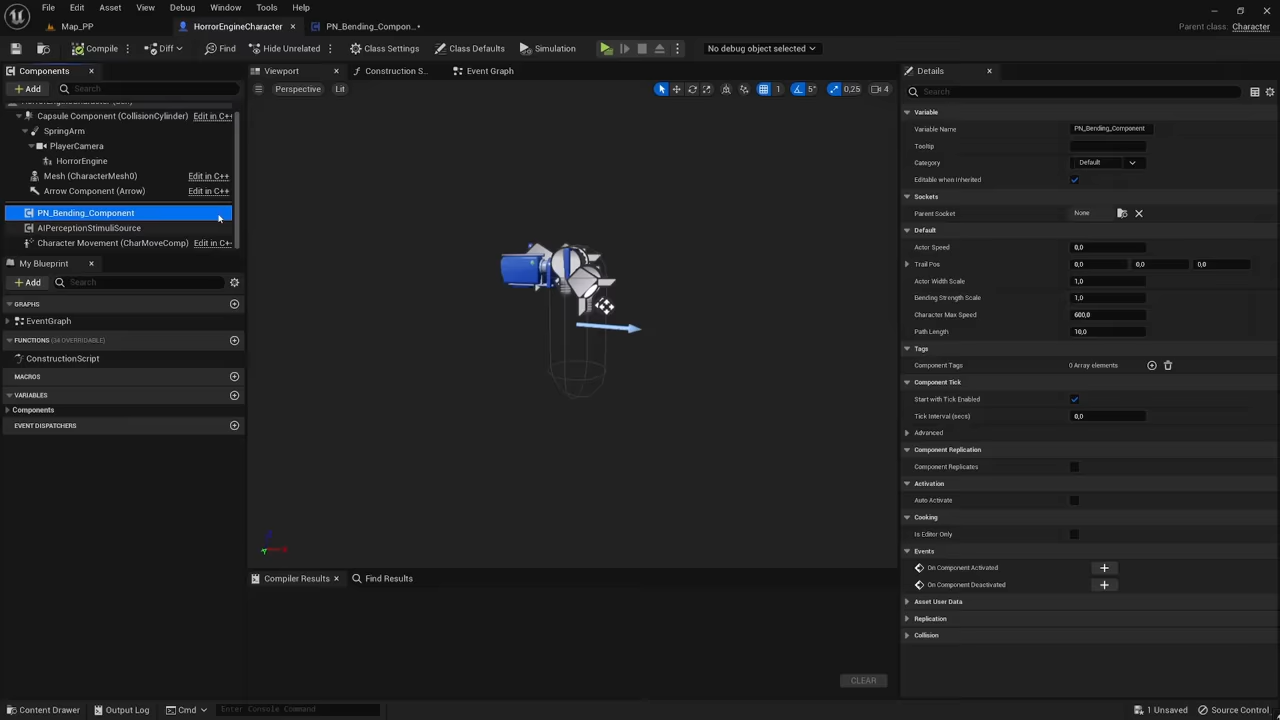 File Edit Asset View Debug Window Tools Help
Map_PP
HorrorEngineCharacter
PN_Bending_Compon...•
Parent class: Character
Compile
Diff
Find
Hide Unrelated
Class Settings
Class Defaults
Simulation
No debug object selected
Components
Add
Search
Capsule Component (CollisionCylinder) Edit in C++
SpringArm
PlayerCamera
HorrorEngine
Mesh (CharacterMesh0) Edit in C++
Arrow Component (Arrow) Edit in C++
PN_Bending_Component
AIPerceptionStimuliSource
Character Movement (CharMoveComp) Edit in C++
My Blueprint
Add
Search
GRAPHS
EventGraph
FUNCTIONS (34 OVERRIDABLE)
ConstructionScript
MACROS
VARIABLES
Components
EVENT DISPATCHERS
Viewport
Construction S...
Event Graph
Perspective
Lit
1
5°
0,25
4
Compiler Results
Find Results
CLEAR
Details
Search
Variable
Variable Name PN_Bending_Component
Tooltip
Category Default
Editable when Inherited
Sockets
Parent Socket None
Default
Actor Speed 0,0
Trail Pos 0,0 0,0 0,0
Actor Width Scale 1,0
Bending Strength Scale 1,0
Character Max Speed 600,0
Path Length 10,0
Tags
Component Tags 0 Array elements
Component Tick
Start with Tick Enabled
Tick Interval (secs) 0,0
Advanced
Component Replication
Component Replicates
Activation
Auto Activate
Cooking
Is Editor Only
Events
On Component Activated
On Component Deactivated
Asset User Data
Replication
Collision
Content Drawer
Output Log
Cmd
Enter Console Command
1 Unsaved
Source Control